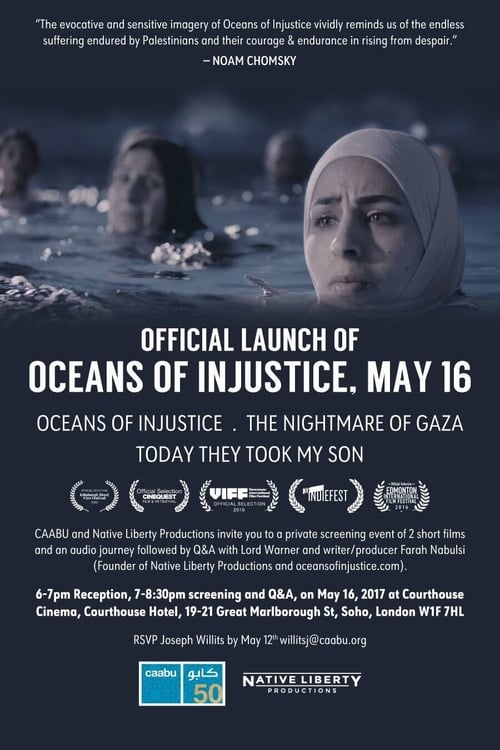 “The evocative and sensitive imagery of Oceans of Injustice vividly reminds us of the endless
suffering endured by Palestinians and their courage & endurance in rising from despair.”
— NOAM CHOMSKY
OFFICIAL LAUNCH OF
OCEANS OF INJUSTICE, MAY 16
OCEANS OF INJUSTICE . THE NIGHTMARE OF GAZA
TODAY THEY TOOK MY SON
Official Selection
CINEQUEST
VIFF
OFFICIAL SELECTION
2016
INDIEFEST
EDMONTON
INTERNATIONAL
FILM FESTIVAL
2016
CAABU and Native Liberty Productions invite you to a private screening event of 2 short films
and an audio journey followed by Q&A with Lord Warner and writer/producer Farah Nabulsi
(Founder of Native Liberty Productions and oceansofinjustice.com).
6-7pm Reception, 7-8:30pm screening and Q&A, on May 16, 2017 at Courthouse
Cinema, Courthouse Hotel, 19-21 Great Marlborough St, Soho, London W1F 7HL
RSVP Joseph Willits by May 12th willitsj@caabu.org
caabu كابو
50
NATIVE LIBERTY
PRODUCTIONS